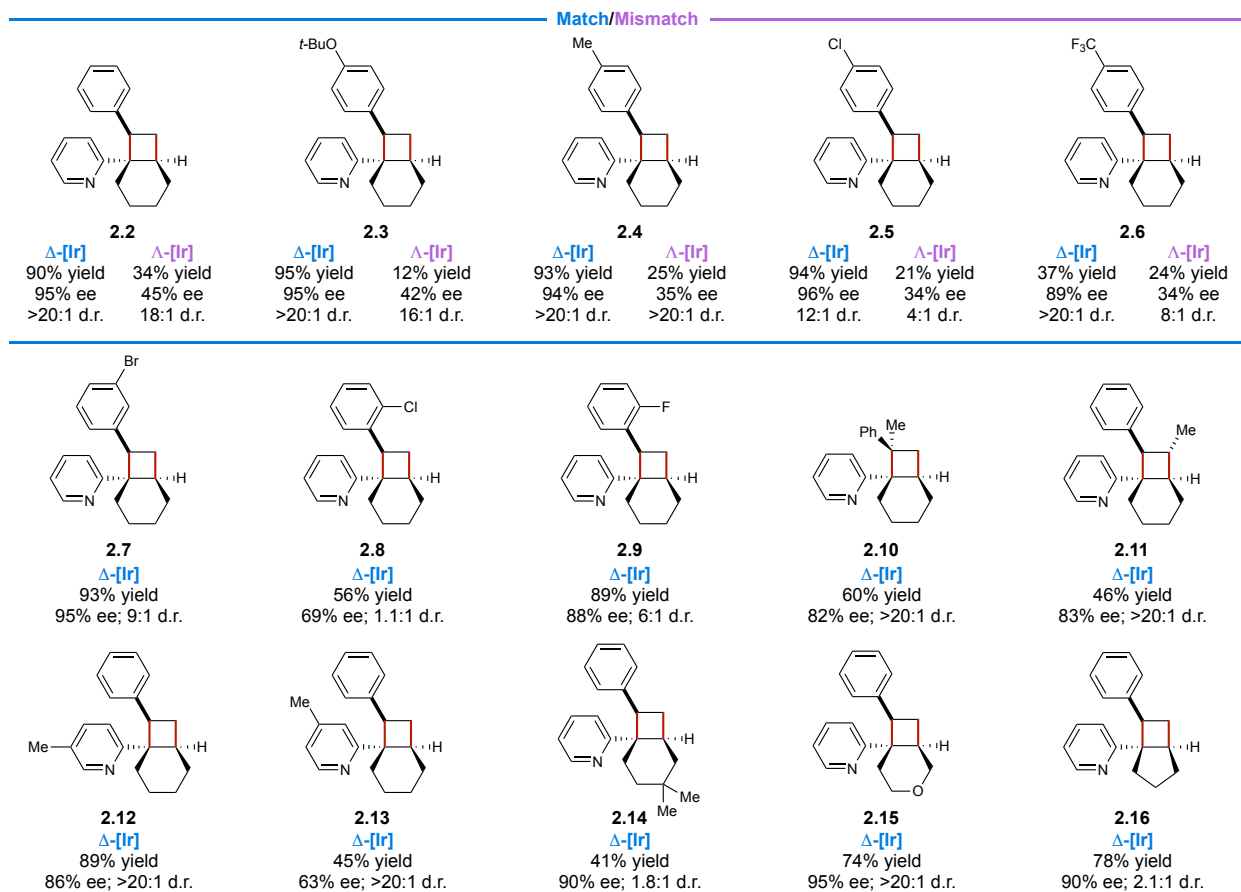 Match/Mismatch
t-BuO
Me
Cl
F3C
N H N H N H N H N H
2.2 2.3 2.4 2.5 2.6
Δ-[Ir] Λ-[Ir] Δ-[Ir] Λ-[Ir] Δ-[Ir] Λ-[Ir] Δ-[Ir] Λ-[Ir] Δ-[Ir] Λ-[Ir]
90% yield 34% yield 95% yield 12% yield 93% yield 25% yield 94% yield 21% yield 37% yield 24% yield
95% ee 45% ee 95% ee 42% ee 94% ee 35% ee 96% ee 34% ee 89% ee 34% ee
>20:1 d.r. 18:1 d.r. >20:1 d.r. 16:1 d.r. >20:1 d.r. >20:1 d.r. 12:1 d.r. 4:1 d.r. >20:1 d.r. 8:1 d.r.
Br
Cl F Ph Me Me
N H N H N H N H N H
2.7 2.8 2.9 2.10 2.11
Δ-[Ir] Δ-[Ir] Δ-[Ir] Δ-[Ir] Δ-[Ir]
93% yield 56% yield 89% yield 60% yield 46% yield
95% ee; 9:1 d.r. 69% ee; 1.1:1 d.r. 88% ee; 6:1 d.r. 82% ee; >20:1 d.r. 83% ee; >20:1 d.r.
Me Me
N H N H N H N H N H
Me Me O
2.12 2.13 2.14 2.15 2.16
Δ-[Ir] Δ-[Ir] Δ-[Ir] Δ-[Ir] Δ-[Ir]
89% yield 45% yield 41% yield 74% yield 78% yield
86% ee; >20:1 d.r. 63% ee; >20:1 d.r. 90% ee; 1.8:1 d.r. 95% ee; >20:1 d.r. 90% ee; 2.1:1 d.r.